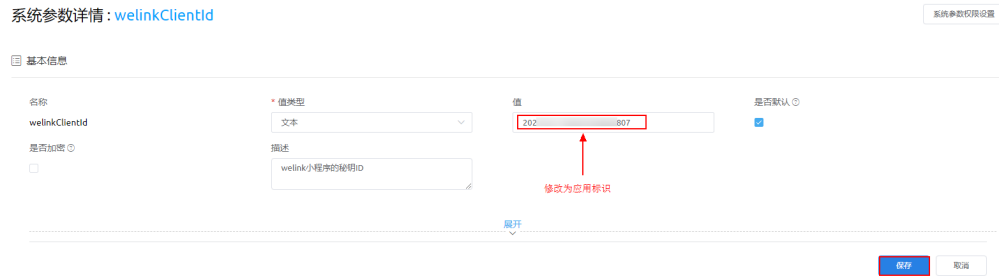 系统参数详情 : welinkClientId
系统参数权限设置
基本信息
名称
* 值类型
值
是否默认
welinkClientId
文本
202
807
是否加密
描述
welink小程序的秘钥ID
修改为应用标识
展开
保存
取消